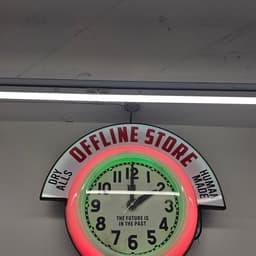 OFFLINE STORE
DRY
ALLS
HUMAN
MADE
12
1
2
3
4
5
6
7
8
9
10
11
THE FUTURE IS
IN THE PAST